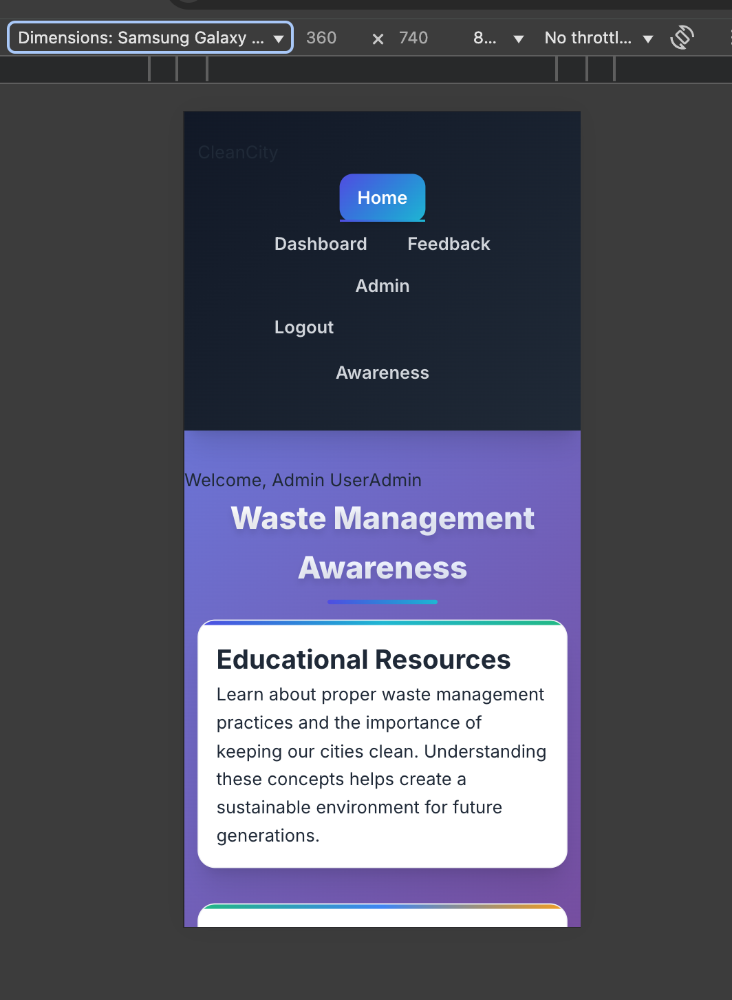 Dimensions: Samsung Galaxy ... 360 × 740 8... No throttl...
CleanCity
Home
Dashboard Feedback
Admin
Logout
Awareness
Welcome, Admin UserAdmin
Waste Management
Awareness
Educational Resources
Learn about proper waste management
practices and the importance of
keeping our cities clean. Understanding
these concepts helps create a
sustainable environment for future
generations.